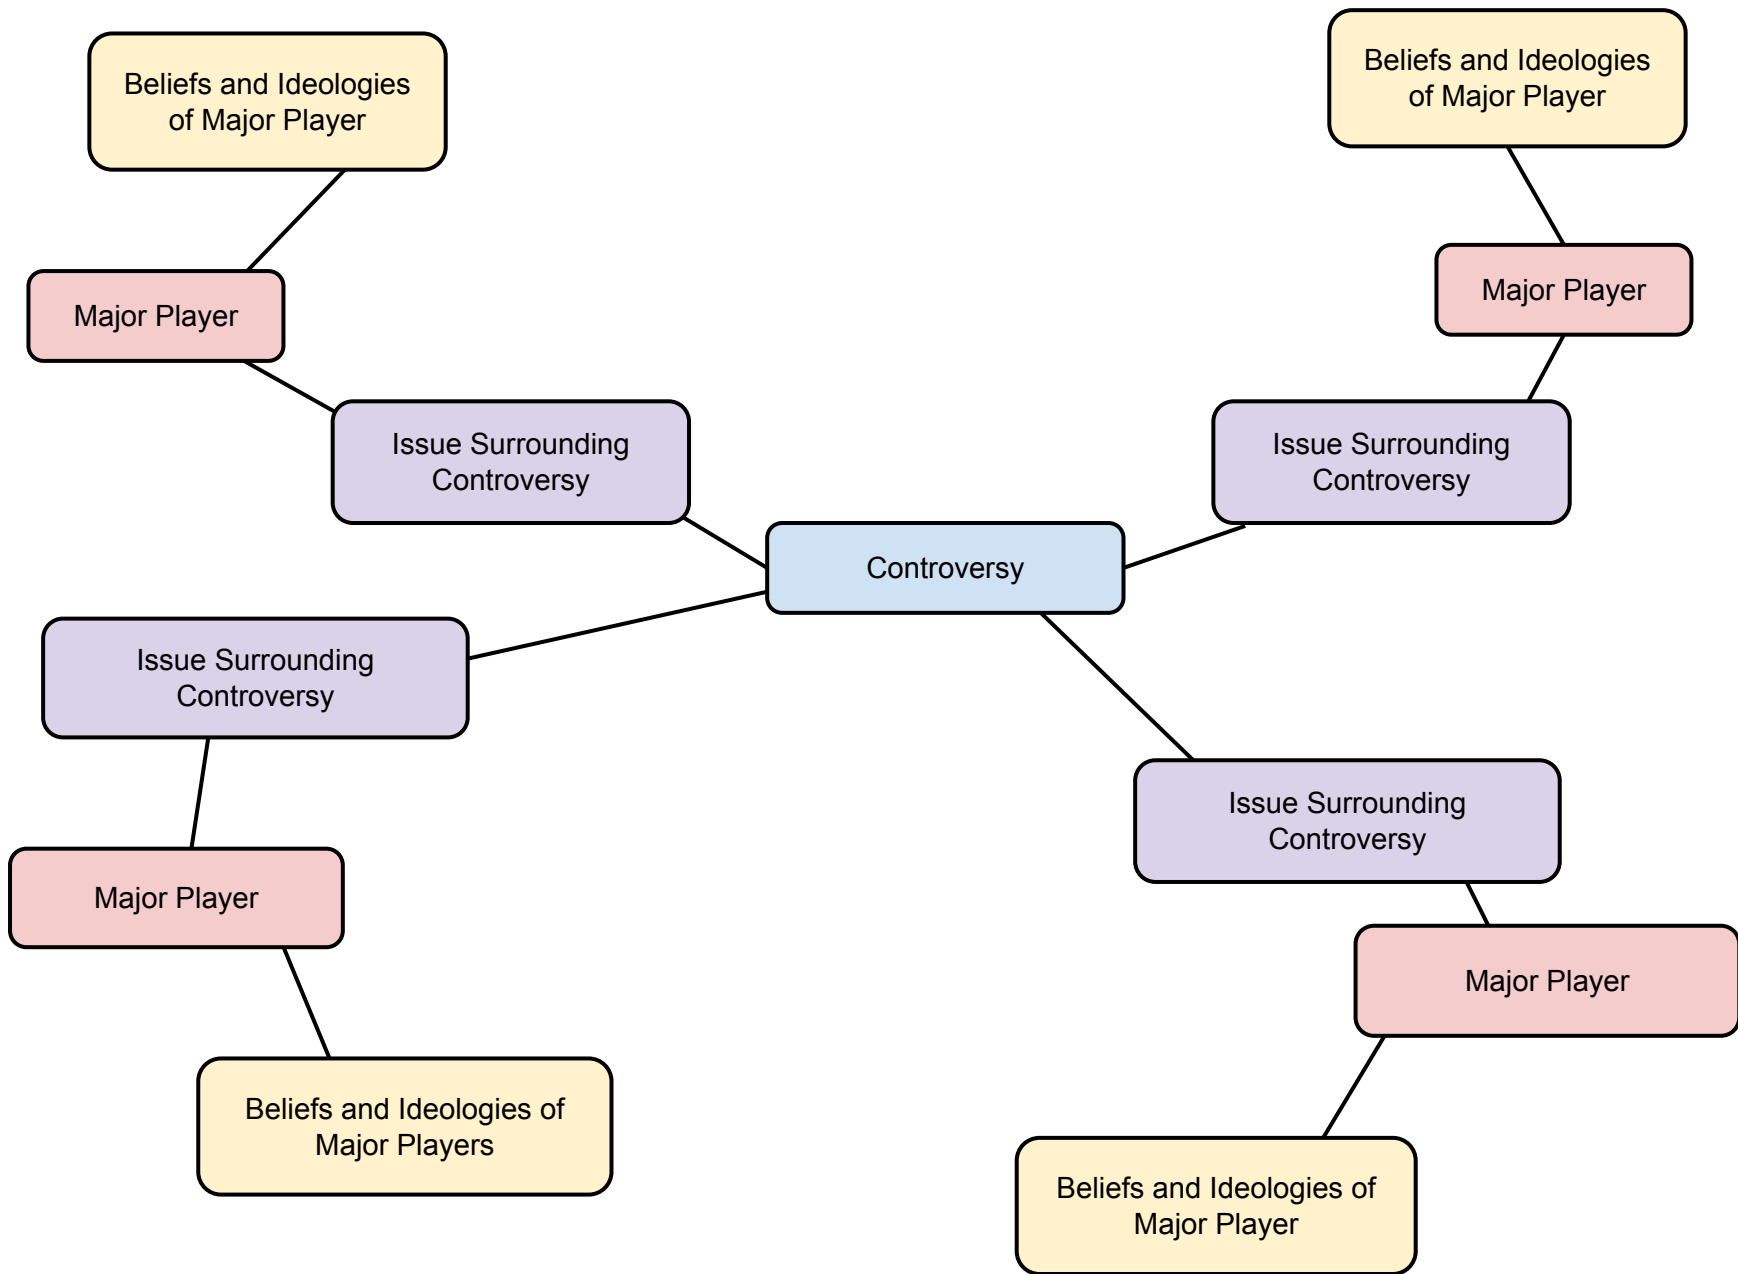 Beliefs and Ideologies
of Major Player
Beliefs and Ideologies
of Major Player
Major Player
Major Player
Issue Surrounding
Controversy
Issue Surrounding
Controversy
Controversy
Issue Surrounding
Controversy
Issue Surrounding
Controversy
Major Player
Major Player
Beliefs and Ideologies of
Major Players
Beliefs and Ideologies of
Major Player